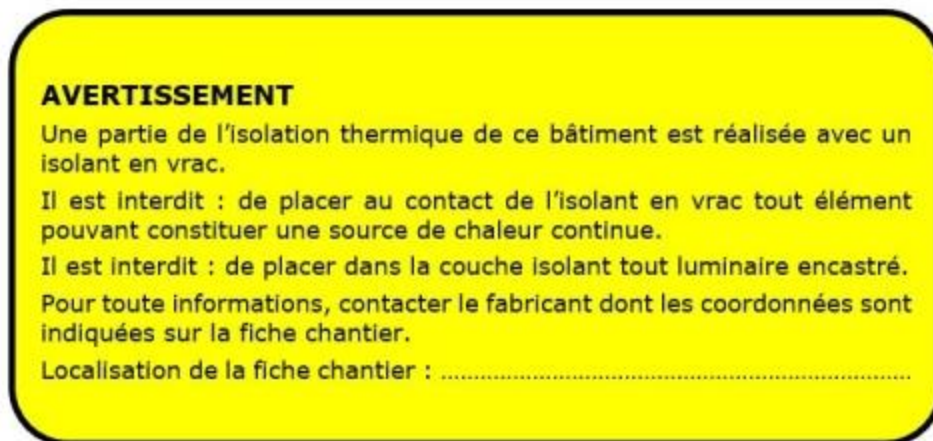 AVERTISSEMENT
Une partie de l'isolation thermique de ce bâtiment est réalisée avec un
isolant en vrac.
Il est interdit : de placer au contact de l'isolant en vrac tout élément
pouvant constituer une source de chaleur continue.
Il est interdit : de placer dans la couche isolant tout luminaire encastré.
Pour toute informations, contacter le fabricant dont les coordonnées sont
indiquées sur la fiche chantier.
Localisation de la fiche chantier : ........................................................................